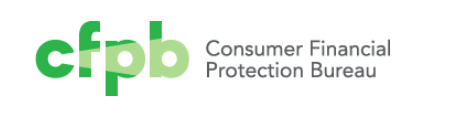 cfpb
Consumer Financial
Protection Bureau